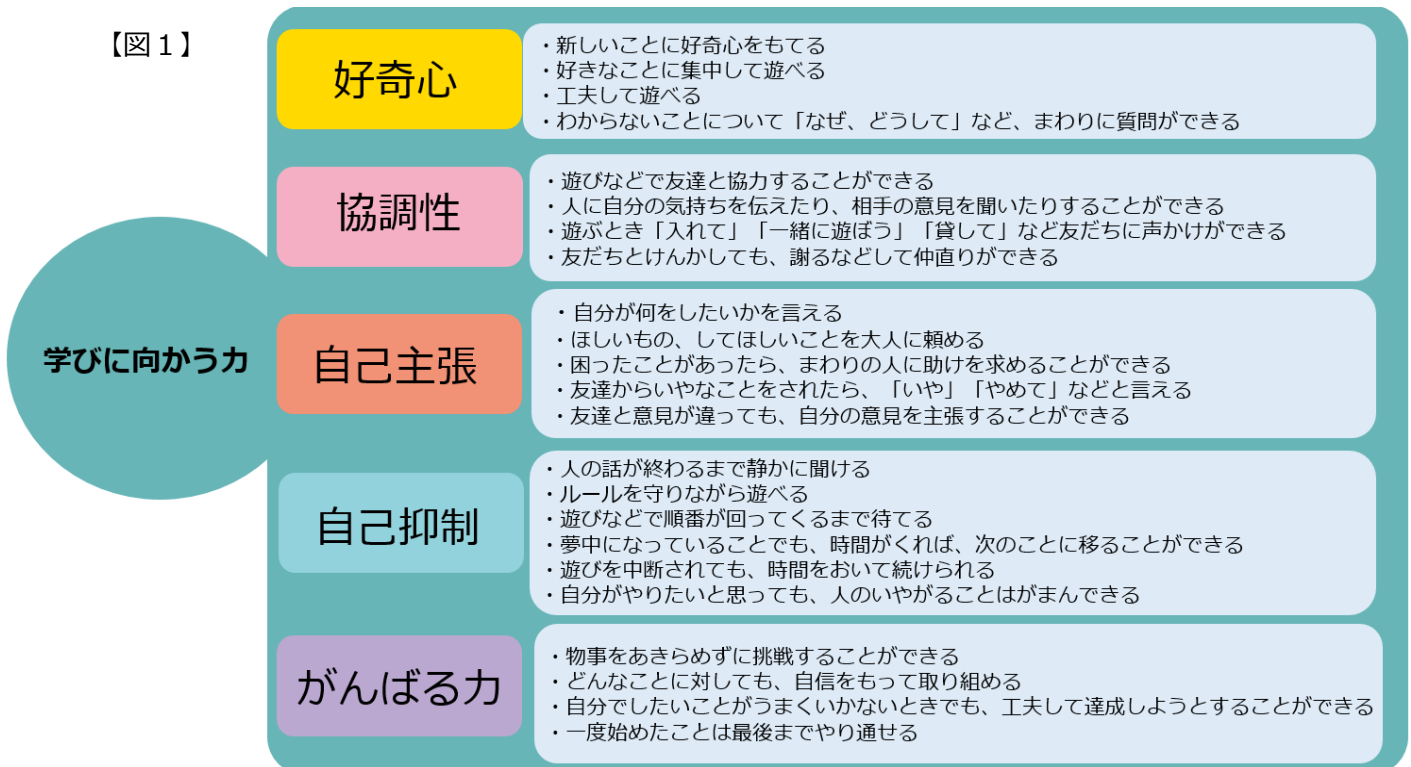 【図１】
好奇心
・新しいことに好奇心をもてる
・好きなことに集中して遊べる
・工夫して遊べる
・わからないことについて「なぜ、どうして」など、まわりに質問ができる
協調性
・遊びなどで友達と協力することができる
・人に自分の気持ちを伝えたり、相手の意見を聞いたりすることができる
・遊ぶとき「入れて」「一緒に遊ぼう」「貸して」など友だちに声かけができる
・友だちとけんかしても、謝るなどして仲直りができる
学びに向かう力
自己主張
・自分が何をしたいかを言える
・ほしいもの、してほしいことを大人に頼める
・困ったことがあったら、まわりの人に助けを求めることができる
・友達からいやなことをされたら、「いや」「やめて」などと言える
・友達と意見が違っても、自分の意見を主張することができる
自己抑制
・人の話が終わるまで静かに聞ける
・ルールを守りながら遊べる
・遊びなどで順番が回ってくるまで待てる
・夢中になっていることでも、時間がくれば、次のことに移ることができる
・遊びを中断されても、時間をおいて続けられる
・自分がやりたいと思っても、人のいやがることはがまんできる
がんばる力
・物事をあきらめずに挑戦することができる
・どんなことに対しても、自信をもって取り組める
・自分でしたいことがうまくいかないときでも、工夫して達成しようとすることができる
・一度始めたことは最後までやり通せる